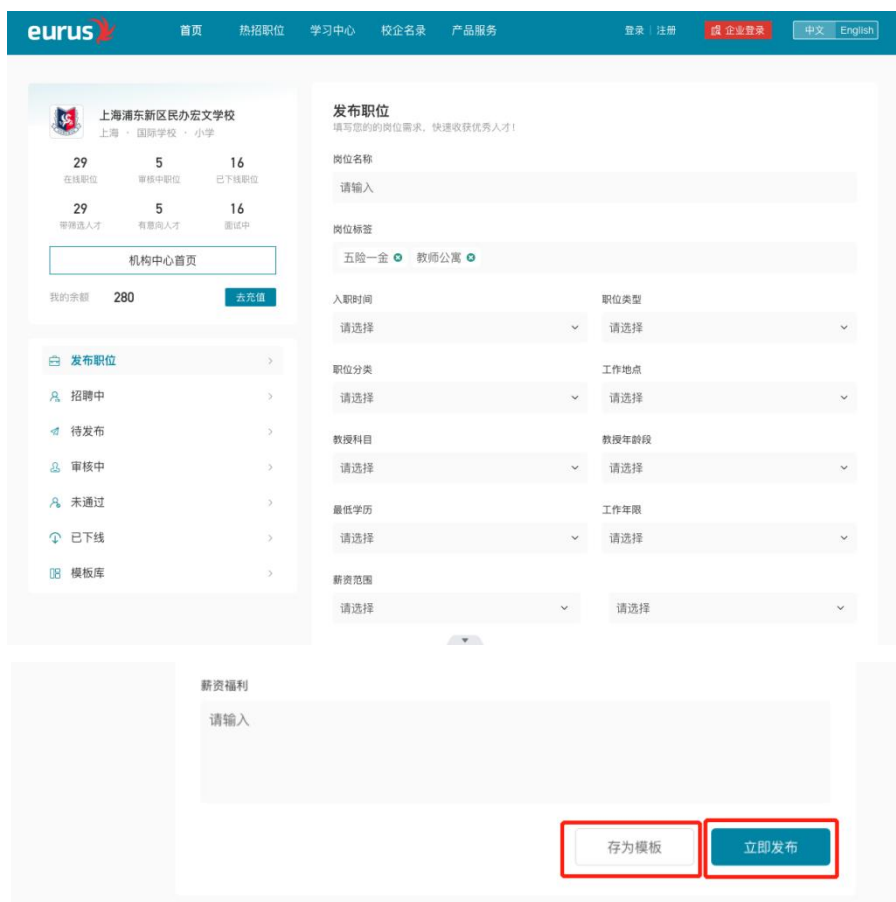 eurus 首页 热招职位 学习中心 校企名录 产品服务 登录 | 注册 企业登录 中文 English
上海浦东新区民办宏文学校
上海 · 国际学校 · 小学
29 5 16
在线职位 审核中职位 已下线职位
29 5 16
带筛选人才 有意向人才 面试中
机构中心首页
我的余额 280 去充值
发布职位
招聘中
待发布
审核中
未通过
已下线
模板库
发布职位
填写您的的岗位需求，快速收获优秀人才！
岗位名称
请输入
岗位标签
五险一金 教师公寓
入职时间 职位类型
请选择 请选择
职位分类 工作地点
请选择 请选择
教授科目 教授年龄段
请选择 请选择
最低学历 工作年限
请选择 请选择
薪资范围
请选择 请选择
薪资福利
请输入
存为模板 立即发布